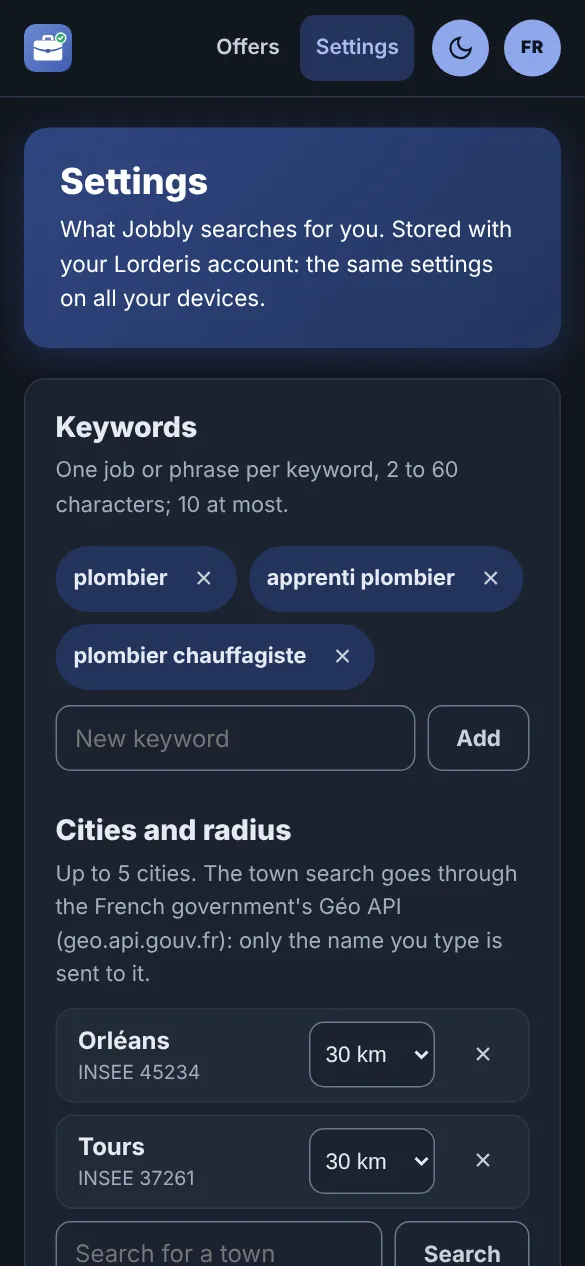 Offers
Settings
FR
Settings
What Jobbly searches for you. Stored with
your Lorderis account: the same settings
on all your devices.
Keywords
One job or phrase per keyword, 2 to 60
characters; 10 at most.
plombier ✕
apprenti plombier ✕
plombier chauffagiste ✕
New keyword
Add
Cities and radius
Up to 5 cities. The town search goes through
the French government's Géo API
(geo.api.gouv.fr): only the name you type is
sent to it.
Orléans
INSEE 45234
30 km
✕
Tours
INSEE 37261
30 km
✕
Search for a town
Search